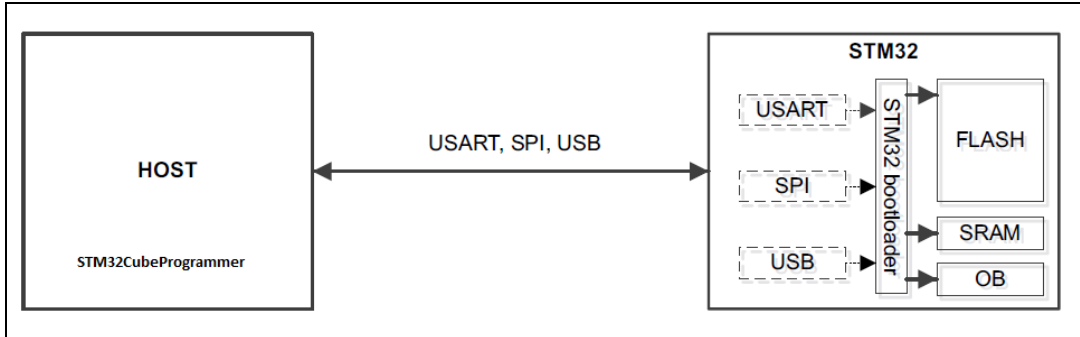 HOST
STM32CubeProgrammer
USART, SPI, USB
STM32
USART
SPI
USB
STM32 bootloader
FLASH
SRAM
OB